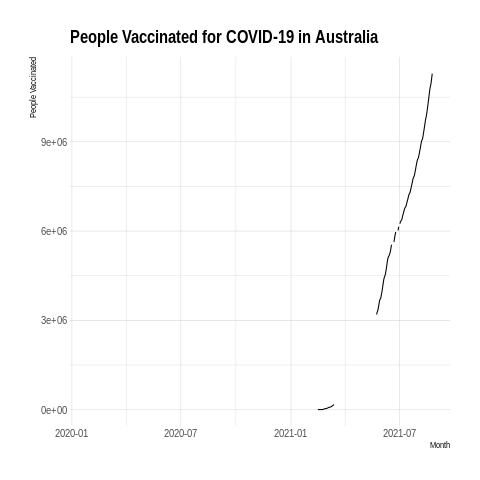 People Vaccinated for COVID-19 in Australia
People Vaccinated
9e+06
6e+06
3e+06
0e+00
2020-01 2020-07 2021-01 2021-07
Month